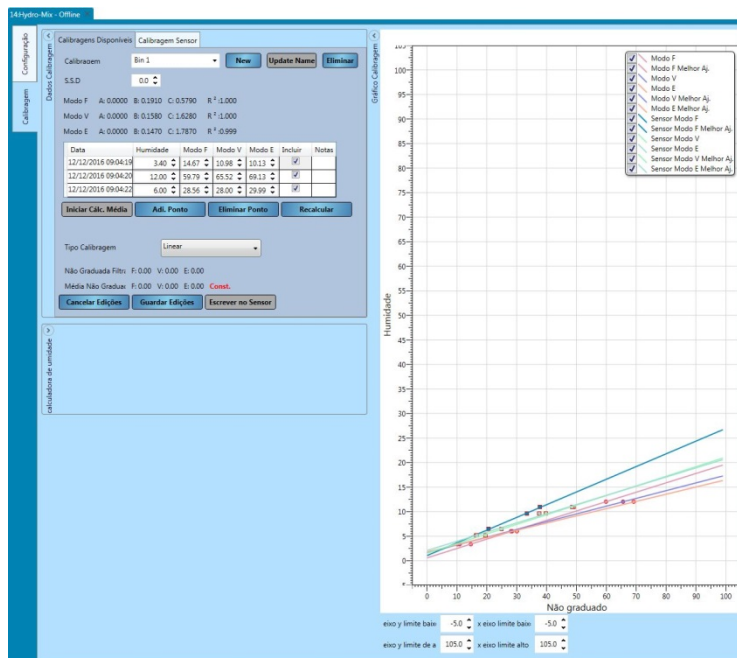 14:Hydro-Mix - Offline
Configuração
Calibragem
Dados Calibragem
Calibragens Disponíveis Calibragem Sensor
Calibragem Bin 1 New Update Name Eliminar
S.S.D 0.0
Modo F A: 0.0000 B: 0.1910 C: 0.5790 R² :1.000
Modo V A: 0.0000 B: 0.1580 C: 1.6280 R² :1.000
Modo E A: 0.0000 B: 0.1470 C: 1.7870 R² :0.999
Data Humidade Modo F Modo V Modo E Incluir Notas
12/12/2016 09:04:19 3.40 14.67 10.98 10.13
12/12/2016 09:04:20 12.00 59.79 65.52 69.13
12/12/2016 09:04:22 6.00 28.56 28.00 29.99
Iniciar Cálc. Média Adi. Ponto Eliminar Ponto Recalcular
Tipo Calibragem Linear
Não Graduada Filtr: F: 0.00 V: 0.00 E: 0.00
Média Não Graduac F: 0.00 V: 0.00 E: 0.00 Const.
Cancelar Edições Guardar Edições Escrever no Sensor
calculadora de umidade
Gráfico Calibragem
105
100
95
90
85
80
75
70
65
60
55
50
45
40
35
30
25
20
15
10
5
0
Humidade
Modo F
Modo F Melhor Aj.
Modo V
Modo E
Modo V Melhor Aj.
Modo E Melhor Aj.
Sensor Modo F
Sensor Modo F Melhor Aj.
Sensor Modo V
Sensor Modo E
Sensor Modo V Melhor Aj.
Sensor Modo E Melhor Aj.
0 10 20 30 40 50 60 70 80 90 100
Não graduado
eixo y limite baix -5.0 x eixo limite baix -5.0
eixo y limite de a 105.0 x eixo limite alto 105.0